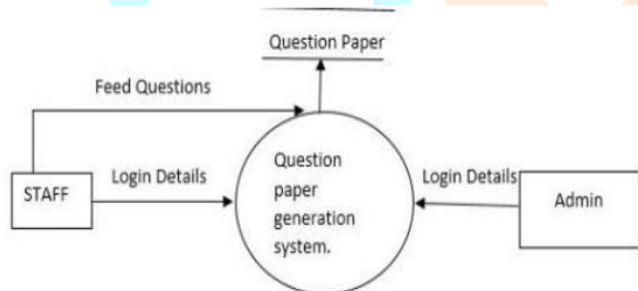 Question Paper
Feed Questions
Login Details
STAFF
Question
paper
generation
system.
Login Details
Admin